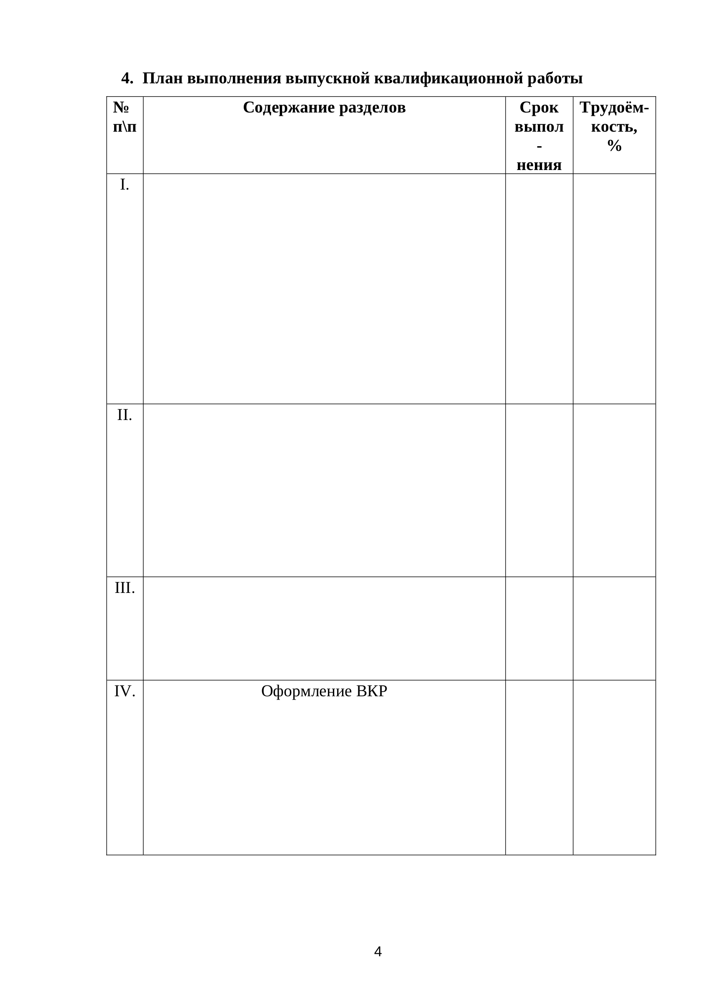 4. План выполнения выпускной квалификационной работы
№
п\п
Содержание разделов
Срок
выпол
-
нения
Трудоём-
кость,
%
I.
II.
III.
IV.
Оформление ВКР
4